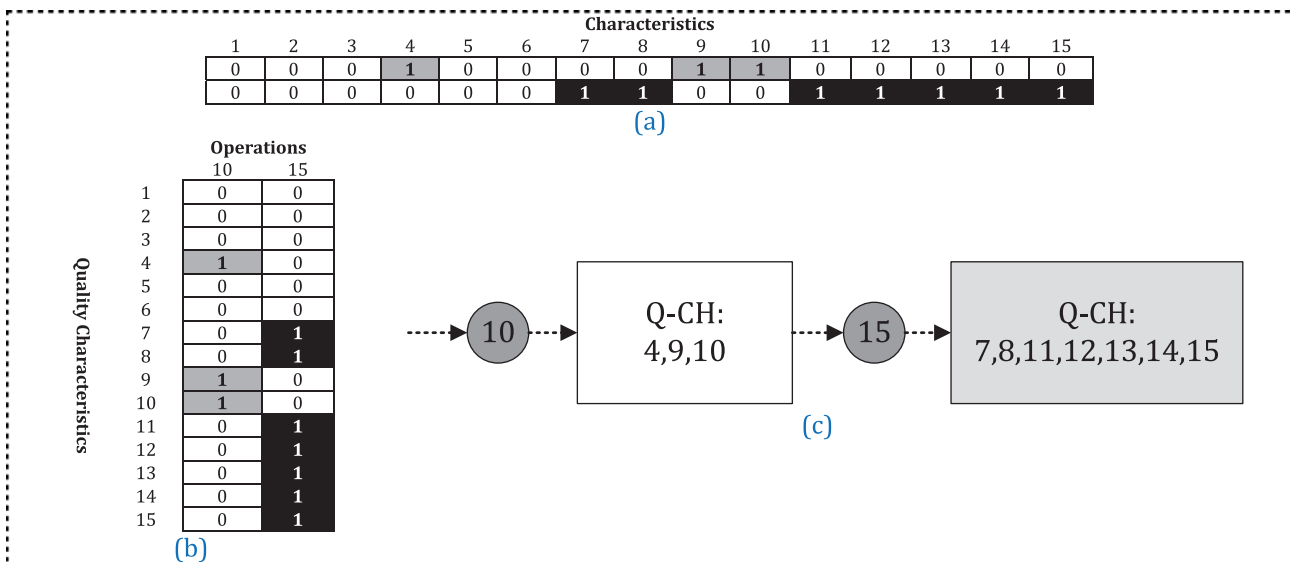 Characteristics
1 2 3 4 5 6 7 8 9 10 11 12 13 14 15
0 0 0 1 0 0 0 0 1 1 0 0 0 0 0
0 0 0 0 0 0 1 1 0 0 1 1 1 1 1
(a)
Operations
10 15
Quality Characteristics
1 0 0
2 0 0
3 0 0
4 1 0
5 0 0
6 0 0
7 0 1
8 0 1
9 1 0
10 1 0
11 0 1
12 0 1
13 0 1
14 0 1
15 0 1
(b)
10
Q-CH:
4,9,10
15
Q-CH:
7,8,11,12,13,14,15
(c)